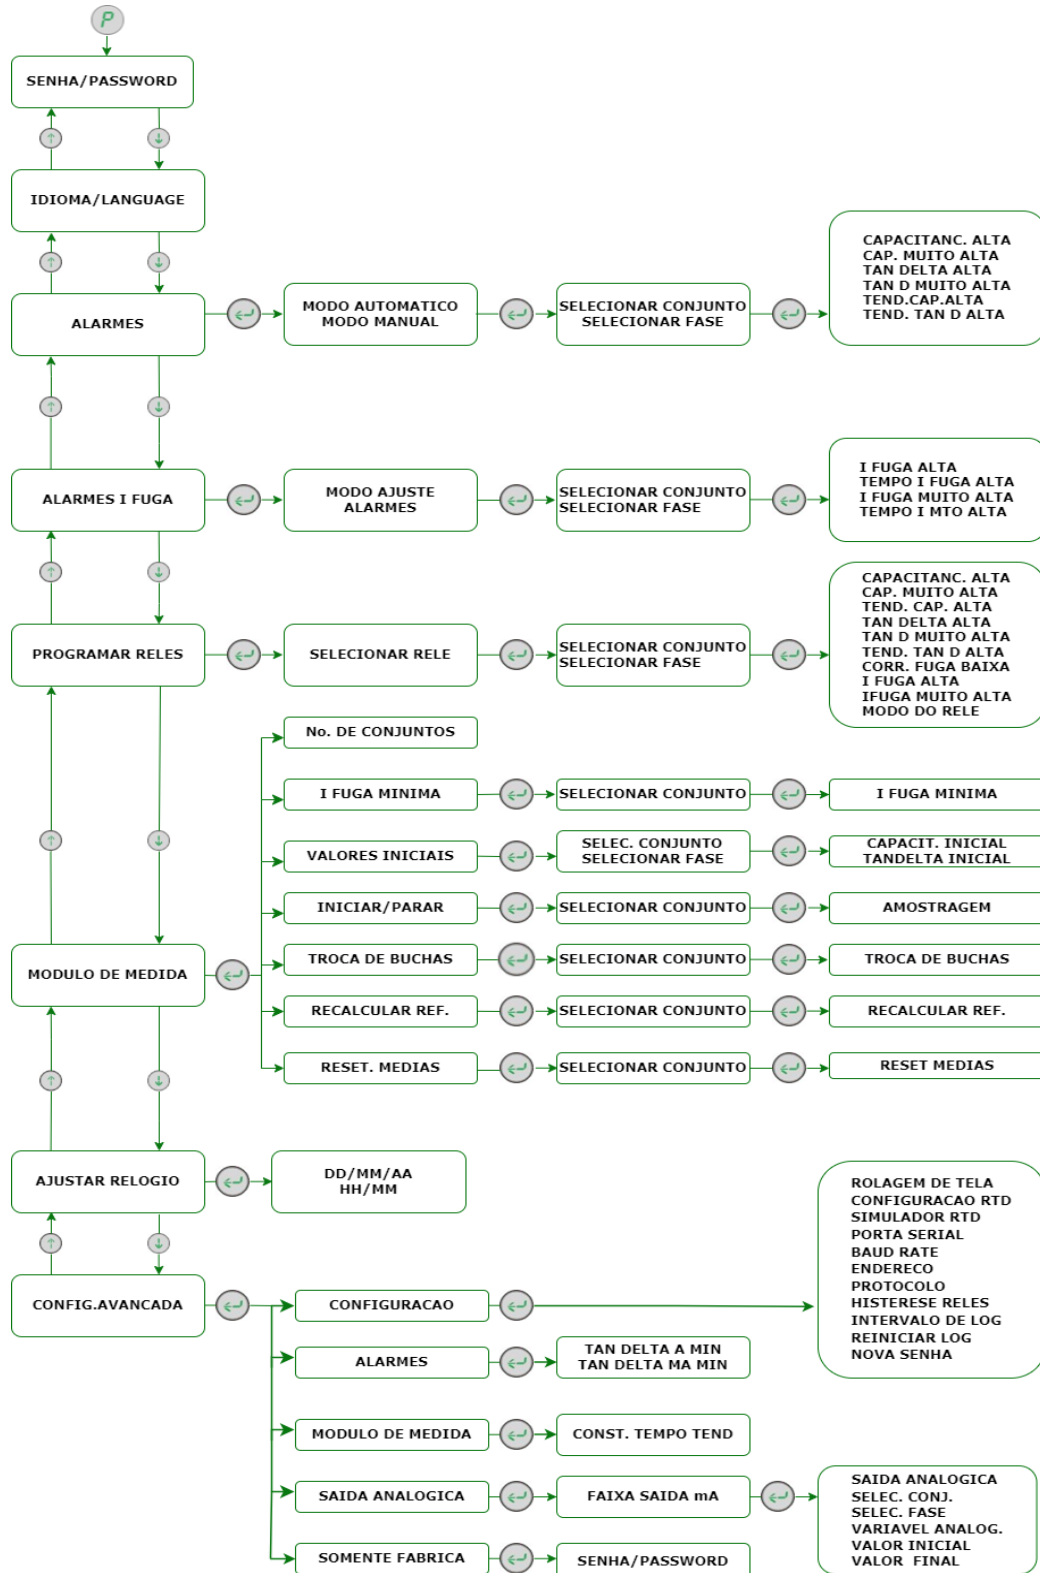 P
SENHA/PASSWORD
IDIOMA/LANGUAGE
ALARMES
MODO AUTOMATICO
MODO MANUAL
SELECIONAR CONJUNTO
SELECIONAR FASE
CAPACITANC. ALTA
CAP. MUITO ALTA
TAN DELTA ALTA
TAN D MUITO ALTA
TEND.CAP.ALTA
TEND. TAN D ALTA
ALARMES I FUGA
MODO AJUSTE
ALARMES
SELECIONAR CONJUNTO
SELECIONAR FASE
I FUGA ALTA
TEMPO I FUGA ALTA
I FUGA MUITO ALTA
TEMPO I MTO ALTA
PROGRAMAR RELES
SELECIONAR RELE
SELECIONAR CONJUNTO
SELECIONAR FASE
CAPACITANC. ALTA
CAP. MUITO ALTA
TEND. CAP. ALTA
TAN DELTA ALTA
TAN D MUITO ALTA
TEND. TAN D ALTA
CORR. FUGA BAIXA
I FUGA ALTA
IFUGA MUITO ALTA
MODO DO RELE
MODULO DE MEDIDA
No. DE CONJUNTOS
I FUGA MINIMA
SELECIONAR CONJUNTO
I FUGA MINIMA
VALORES INICIAIS
SELEC. CONJUNTO
SELECIONAR FASE
CAPACIT. INICIAL
TANDELTA INICIAL
INICIAR/PARAR
SELECIONAR CONJUNTO
AMOSTRAGEM
TROCA DE BUCHAS
SELECIONAR CONJUNTO
TROCA DE BUCHAS
RECALCULAR REF.
SELECIONAR CONJUNTO
RECALCULAR REF.
RESET. MEDIAS
SELECIONAR CONJUNTO
RESET MEDIAS
AJUSTAR RELOGIO
DD/MM/AA
HH/MM
CONFIG.AVANCADA
CONFIGURACAO
ROLAGEM DE TELA
CONFIGURACAO RTD
SIMULADOR RTD
PORTA SERIAL
BAUD RATE
ENDERECO
PROTOCOLO
HISTERESE RELES
INTERVALO DE LOG
REINICIAR LOG
NOVA SENHA
ALARMES
TAN DELTA A MIN
TAN DELTA MA MIN
MODULO DE MEDIDA
CONST. TEMPO TEND
SAIDA ANALOGICA
FAIXA SAIDA mA
SAIDA ANALOGICA
SELEC. CONJ.
SELEC. FASE
VARIAVEL ANALOG.
VALOR INICIAL
VALOR FINAL
SOMENTE FABRICA
SENHA/PASSWORD